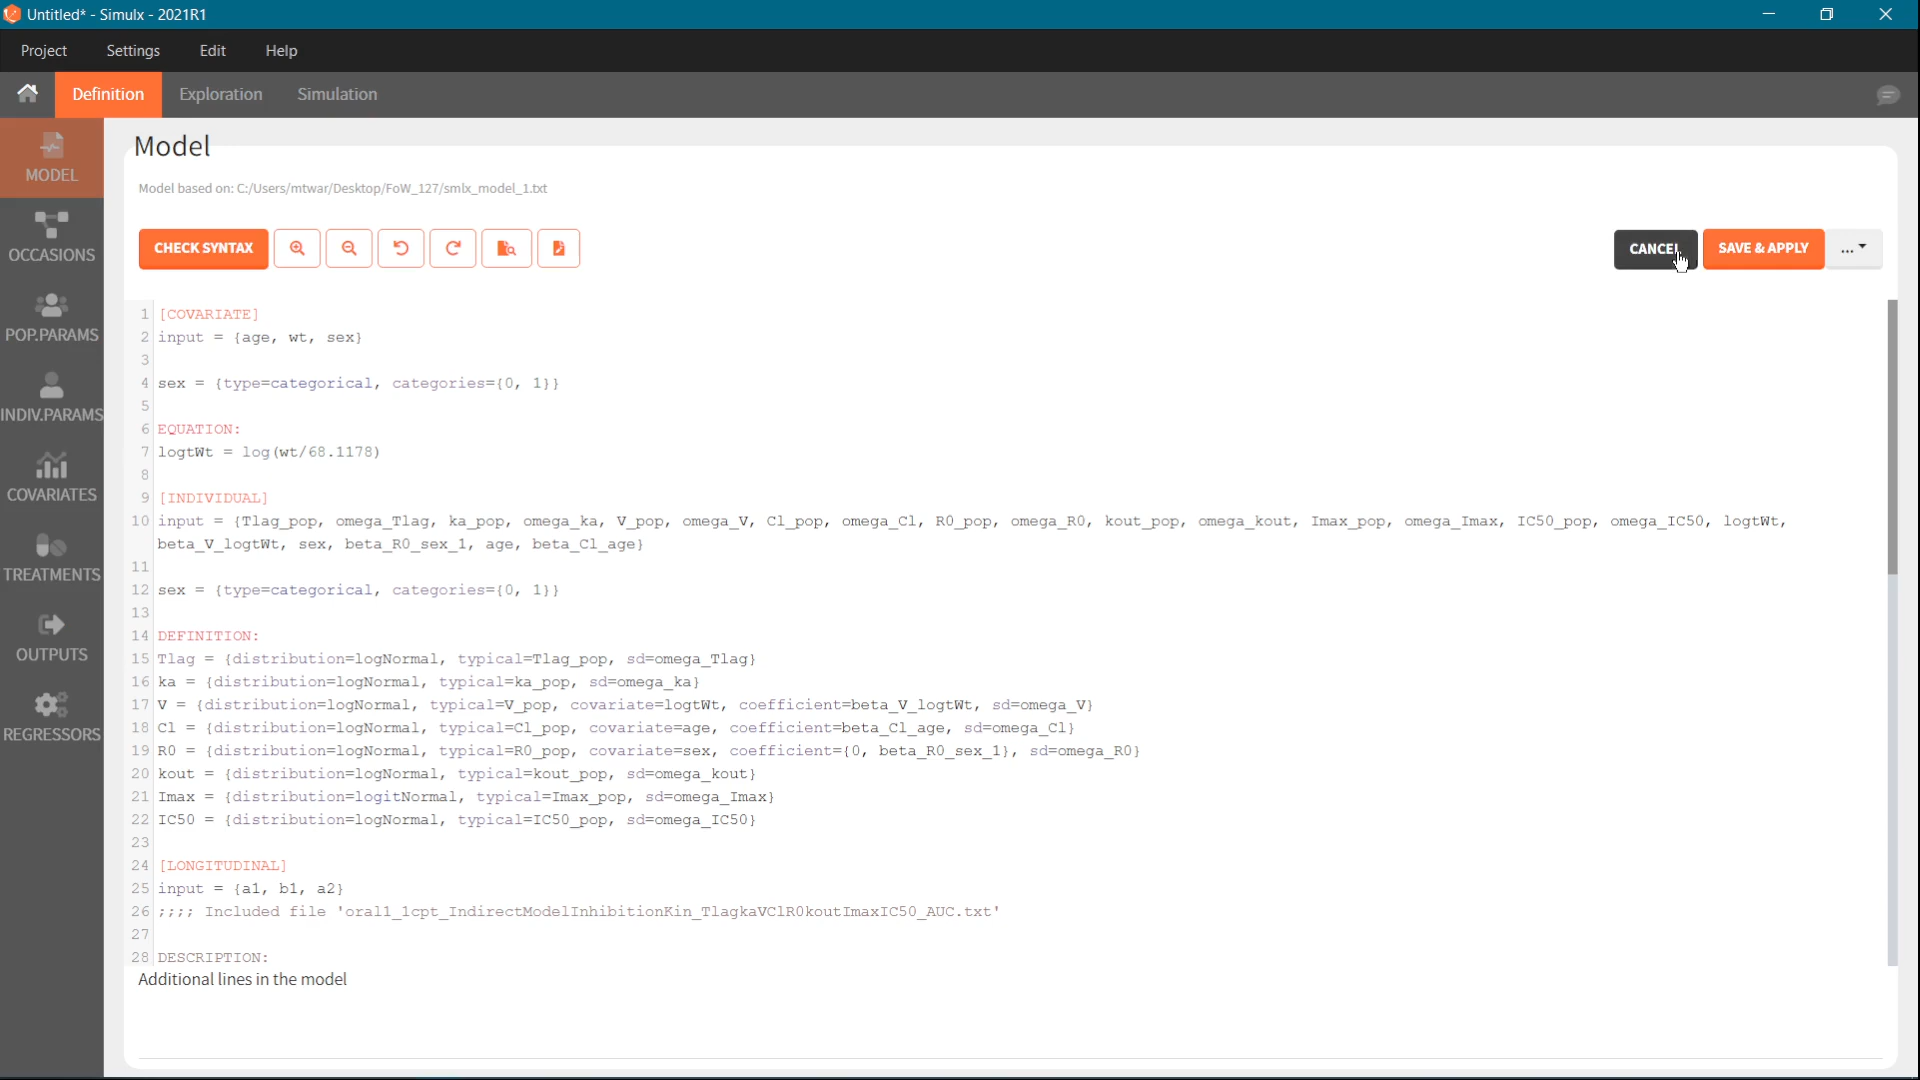 Untitled* - Simulx - 2021R1
Project Settings Edit Help
Definition Exploration Simulation
MODEL
OCCASIONS
POP.PARAMS
INDIV.PARAMS
COVARIATES
TREATMENTS
OUTPUTS
REGRESSORS
Model
Model based on: C:/Users/mtwar/Desktop/FoW_127/smlx_model_1.txt
CHECK SYNTAX CANCEL SAVE & APPLY ...
1 [COVARIATE]
2 input = {age, wt, sex}
3
4 sex = {type=categorical, categories={0, 1}}
5
6 EQUATION:
7 logtWt = log(wt/68.1178)
8
9 [INDIVIDUAL]
10 input = {Tlag_pop, omega_Tlag, ka_pop, omega_ka, V_pop, omega_V, Cl_pop, omega_Cl, R0_pop, omega_R0, kout_pop, omega_kout, Imax_pop, omega_Imax, IC50_pop, omega_IC50, logtWt,
beta_V_logtWt, sex, beta_R0_sex_1, age, beta_Cl_age}
11
12 sex = {type=categorical, categories={0, 1}}
13
14 DEFINITION:
15 Tlag = {distribution=logNormal, typical=Tlag_pop, sd=omega_Tlag}
16 ka = {distribution=logNormal, typical=ka_pop, sd=omega_ka}
17 V = {distribution=logNormal, typical=V_pop, covariate=logtWt, coefficient=beta_V_logtWt, sd=omega_V}
18 Cl = {distribution=logNormal, typical=Cl_pop, covariate=age, coefficient=beta_Cl_age, sd=omega_Cl}
19 R0 = {distribution=logNormal, typical=R0_pop, covariate=sex, coefficient={0, beta_R0_sex_1}, sd=omega_R0}
20 kout = {distribution=logNormal, typical=kout_pop, sd=omega_kout}
21 Imax = {distribution=logitNormal, typical=Imax_pop, sd=omega_Imax}
22 IC50 = {distribution=logNormal, typical=IC50_pop, sd=omega_IC50}
23
24 [LONGITUDINAL]
25 input = {a1, b1, a2}
26 ;;;; Included file 'oral1_1cpt_IndirectModelInhibitionKin_TlagkaVClR0koutImaxIC50_AUC.txt'
27
28 DESCRIPTION:
Additional lines in the model